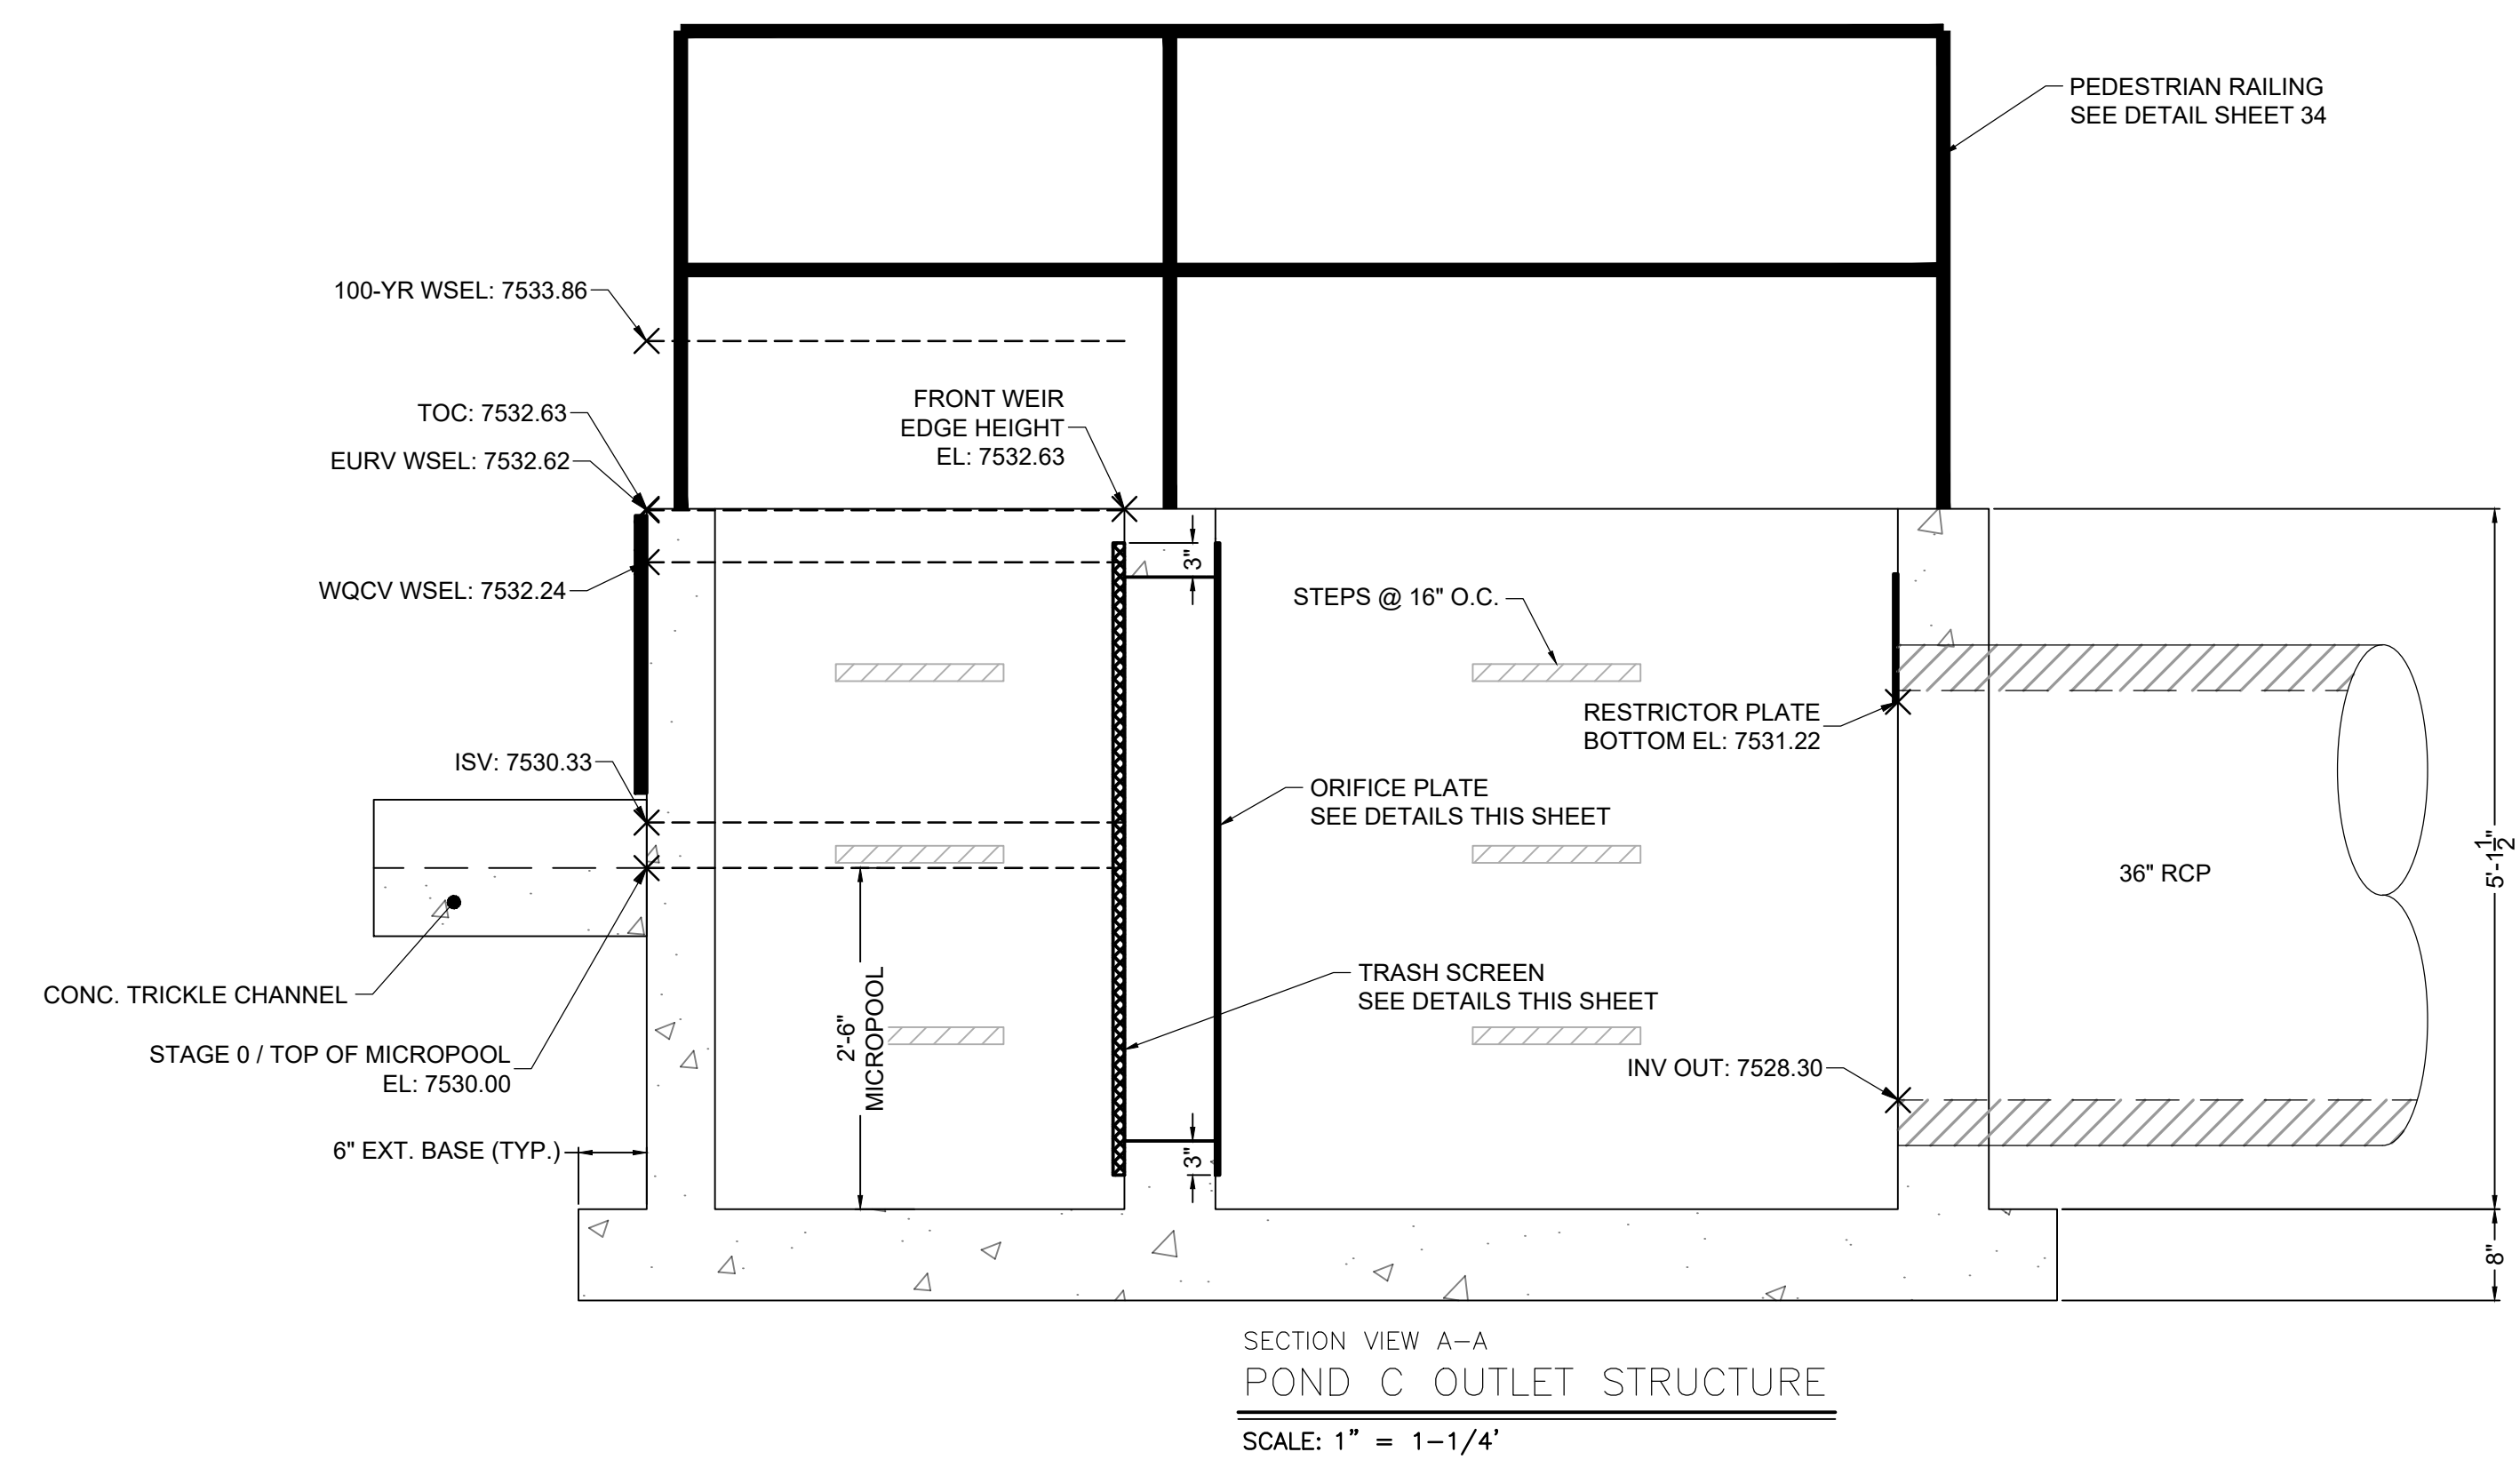 PEDESTRIAN RAILING
SEE DETAIL SHEET 34
100-YR WSEL: 7533.86
TOC: 7532.63
EURV WSEL: 7532.62
FRONT WEIR
EDGE HEIGHT
EL: 7532.63
3"
WQCV WSEL: 7532.24
STEPS @ 16" O.C.
RESTRICTOR PLATE
BOTTOM EL: 7531.22
ISV: 7530.33
ORIFICE PLATE
SEE DETAILS THIS SHEET
36" RCP
5'-1 1/2"
CONC. TRICKLE CHANNEL
TRASH SCREEN
SEE DETAILS THIS SHEET
2'-6"
MICROPOOL
STAGE 0 / TOP OF MICROPOOL
EL: 7530.00
INV OUT: 7528.30
6" EXT. BASE (TYP.)
3"
8"
SECTION VIEW A-A
POND C OUTLET STRUCTURE
SCALE: 1" = 1-1/4'